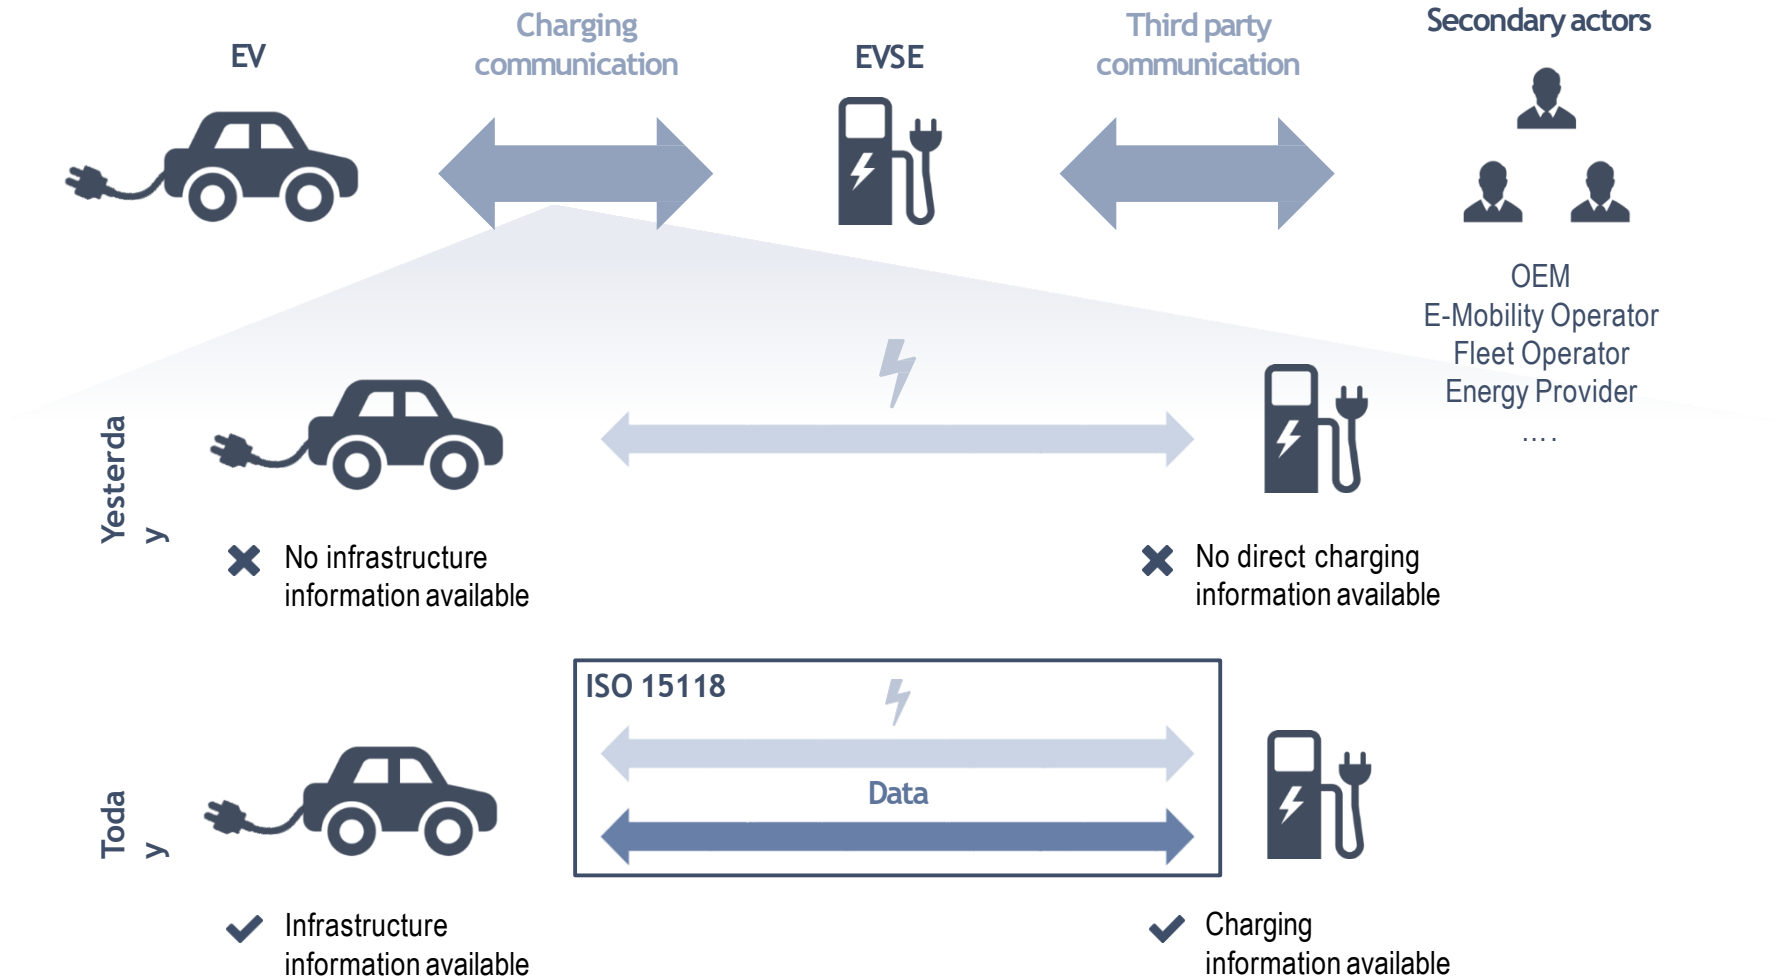 EV
Charging
communication
EVSE
Third party
communication
Secondary actors
OEM
E-Mobility Operator
Fleet Operator
Energy Provider
....
Yesterda
y
No infrastructure
information available
No direct charging
information available
Toda
y
ISO 15118
Data
Infrastructure
information available
Charging
information available